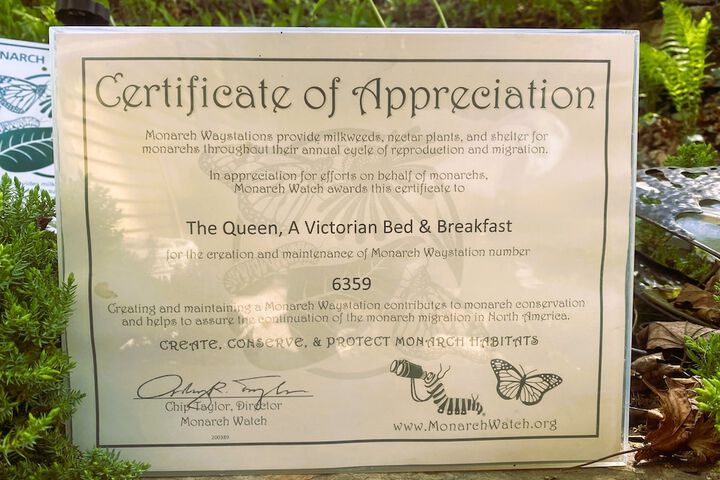 NARCH
Certificate of Appreciation
Monarch Waystations provide milkweeds, nectar plants, and shelter for
monarchs throughout their annual cycle of reproduction and migration.
In appreciation for efforts on behalf of monarchs,
Monarch Watch awards this certificate to
The Queen, A Victorian Bed & Breakfast
for the creation and maintenance of Monarch Waystation number
6359
Creating and maintaining a Monarch Waystation contributes to monarch conservation
and helps to assure the continuation of the monarch migration in North America.
CREATE, CONSERVE, & PROTECT MONARCH HABITATS
Chip Taylor, Director
Monarch Watch
200389
www.MonarchWatch.org